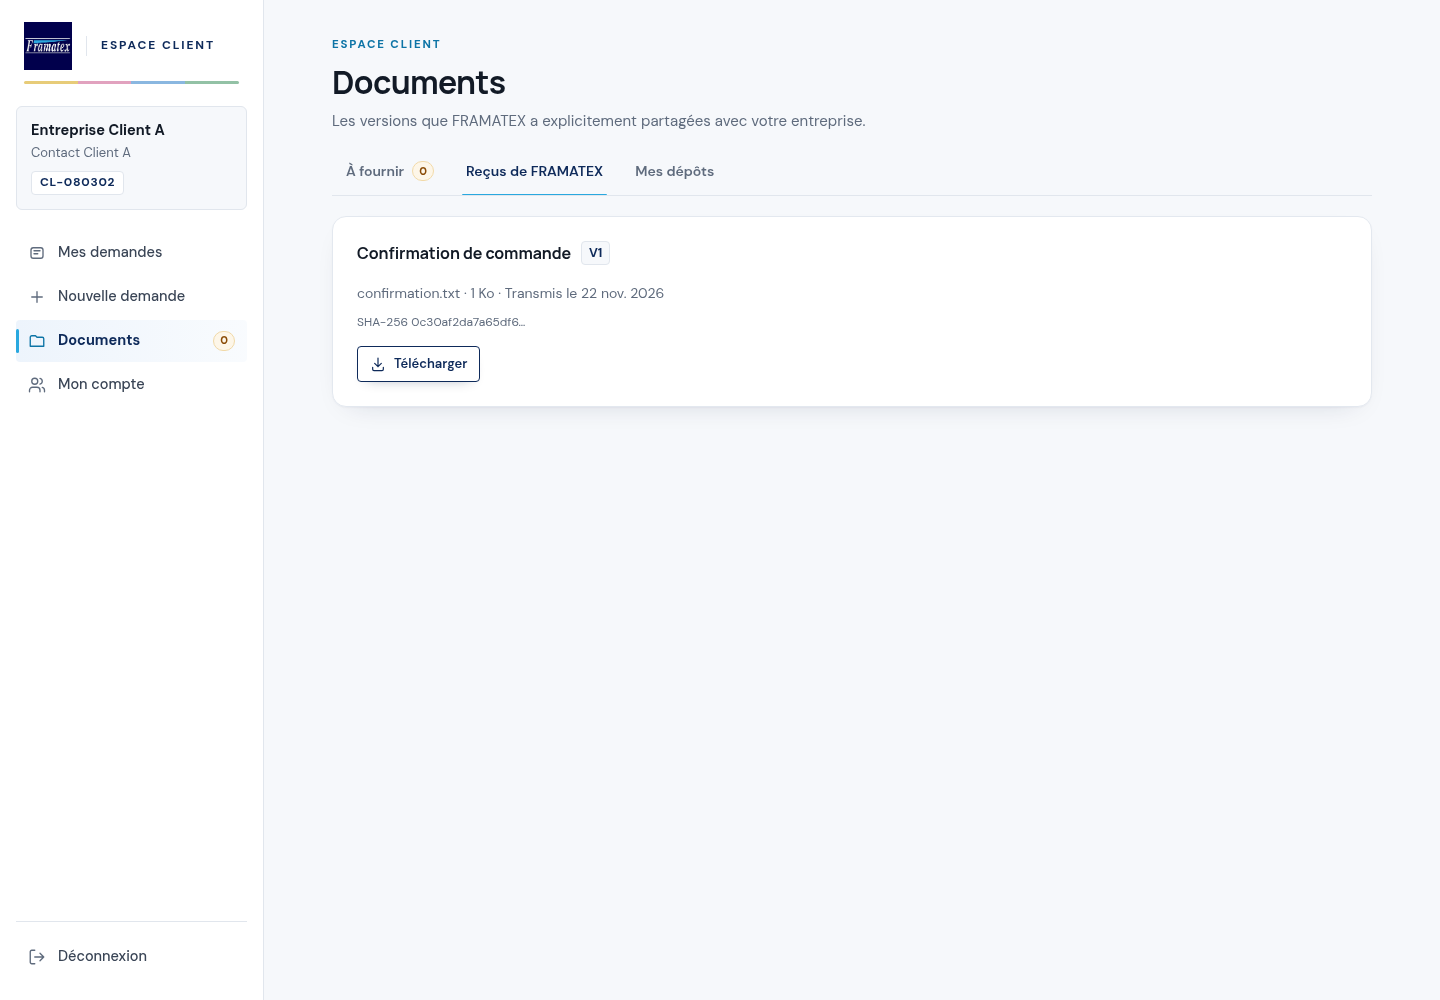 Framatex
ESPACE CLIENT
Entreprise Client A
Contact Client A
CL-080302
Mes demandes
Nouvelle demande
Documents 0
Mon compte
Déconnexion
ESPACE CLIENT
Documents
Les versions que FRAMATEX a explicitement partagées avec votre entreprise.
À fournir 0 Reçus de FRAMATEX Mes dépôts
Confirmation de commande V1
confirmation.txt · 1 Ko · Transmis le 22 nov. 2026
SHA-256 0c30af2da7a65df6…
Télécharger